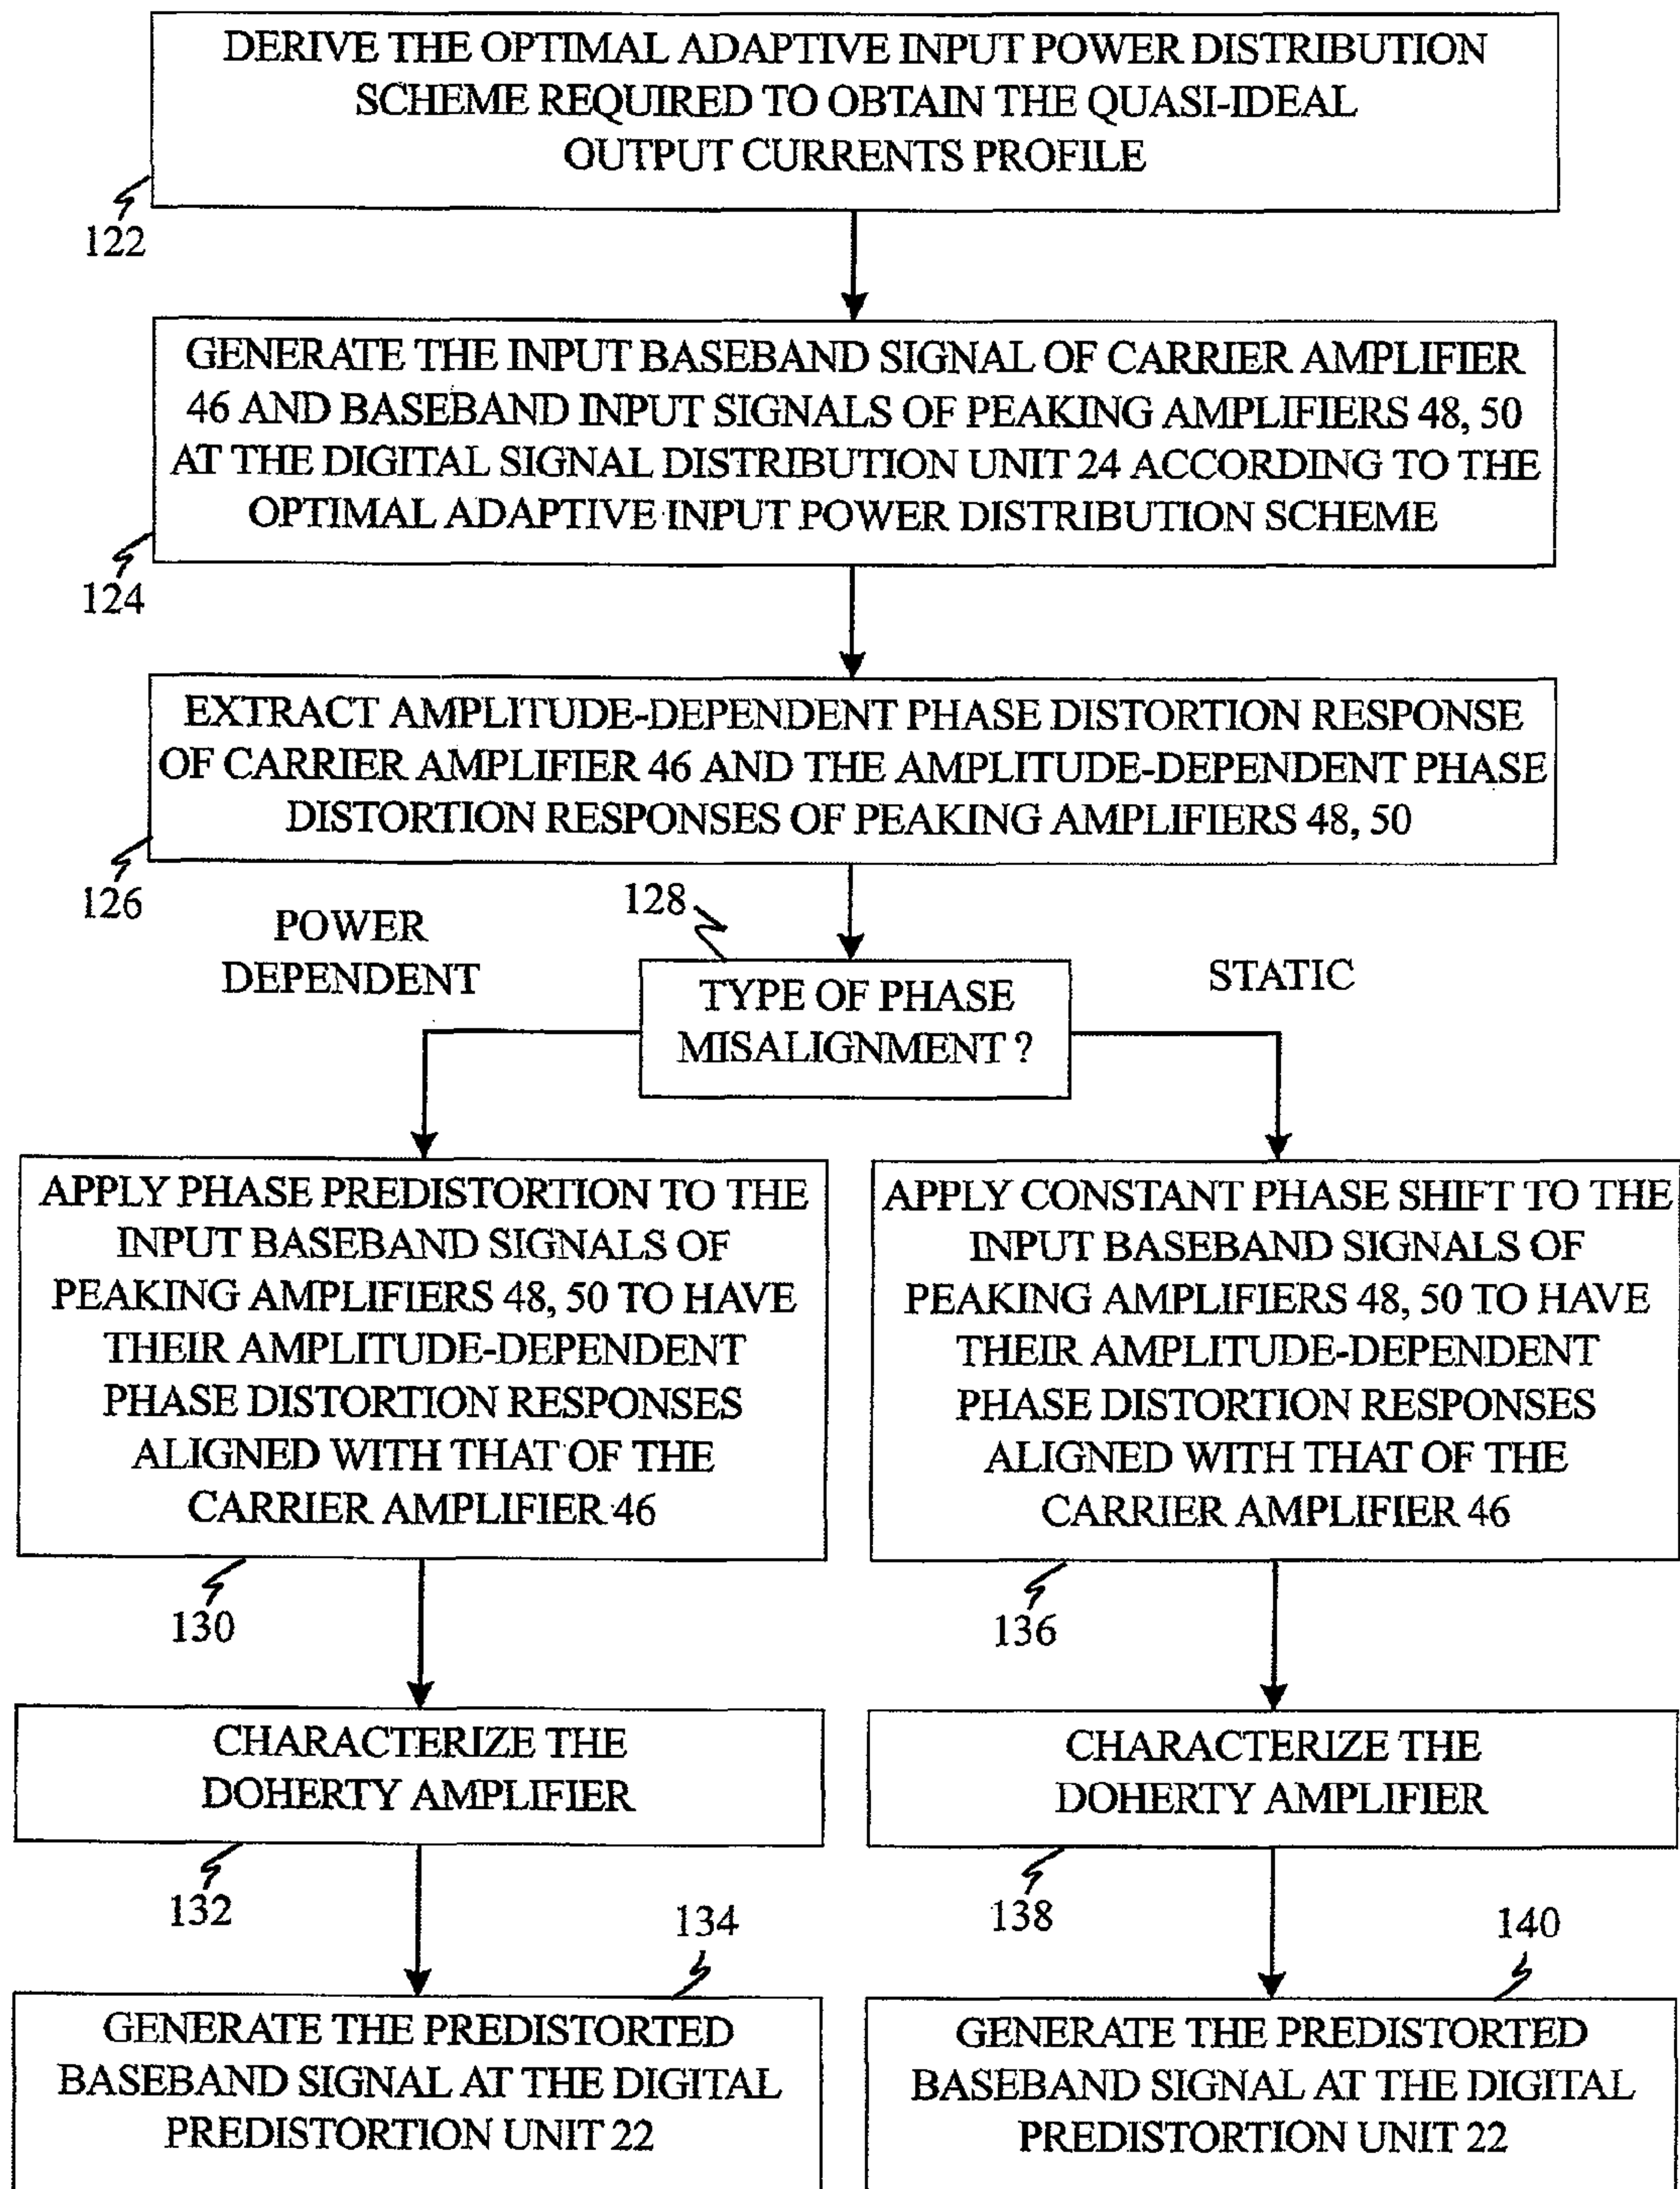 DERIVE THE OPTIMAL ADAPTIVE INPUT POWER DISTRIBUTION
SCHEME REQUIRED TO OBTAIN THE QUASI-IDEAL
OUTPUT CURRENTS PROFILE
122
GENERATE THE INPUT BASEBAND SIGNAL OF CARRIER AMPLIFIER
46 AND BASEBAND INPUT SIGNALS OF PEAKING AMPLIFIERS 48, 50
AT THE DIGITAL SIGNAL DISTRIBUTION UNIT 24 ACCORDING TO THE
OPTIMAL ADAPTIVE INPUT POWER DISTRIBUTION SCHEME
124
EXTRACT AMPLITUDE-DEPENDENT PHASE DISTORTION RESPONSE
OF CARRIER AMPLIFIER 46 AND THE AMPLITUDE-DEPENDENT PHASE
DISTORTION RESPONSES OF PEAKING AMPLIFIERS 48, 50
126
128
POWER
DEPENDENT
STATIC
TYPE OF PHASE
MISALIGNMENT ?
APPLY PHASE PREDISTORTION TO THE
INPUT BASEBAND SIGNALS OF
PEAKING AMPLIFIERS 48, 50 TO HAVE
THEIR AMPLITUDE-DEPENDENT
PHASE DISTORTION RESPONSES
ALIGNED WITH THAT OF THE
CARRIER AMPLIFIER 46
130
APPLY CONSTANT PHASE SHIFT TO THE
INPUT BASEBAND SIGNALS OF
PEAKING AMPLIFIERS 48, 50 TO HAVE
THEIR AMPLITUDE-DEPENDENT
PHASE DISTORTION RESPONSES
ALIGNED WITH THAT OF THE
CARRIER AMPLIFIER 46
136
CHARACTERIZE THE
DOHERTY AMPLIFIER
132
CHARACTERIZE THE
DOHERTY AMPLIFIER
138
134
GENERATE THE PREDISTORTED
BASEBAND SIGNAL AT THE DIGITAL
PREDISTORTION UNIT 22
140
GENERATE THE PREDISTORTED
BASEBAND SIGNAL AT THE DIGITAL
PREDISTORTION UNIT 22